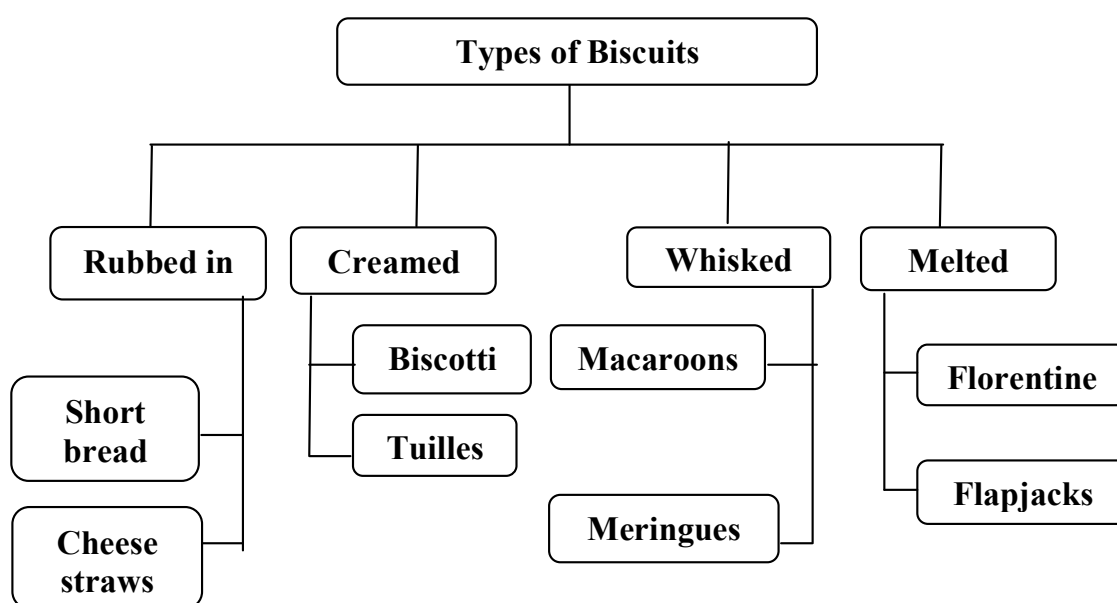 Types of Biscuits
Rubbed in
Creamed
Whisked
Melted
Short
bread
Cheese
straws
Biscotti
Tuilles
Macaroons
Meringues
Florentine
Flapjacks